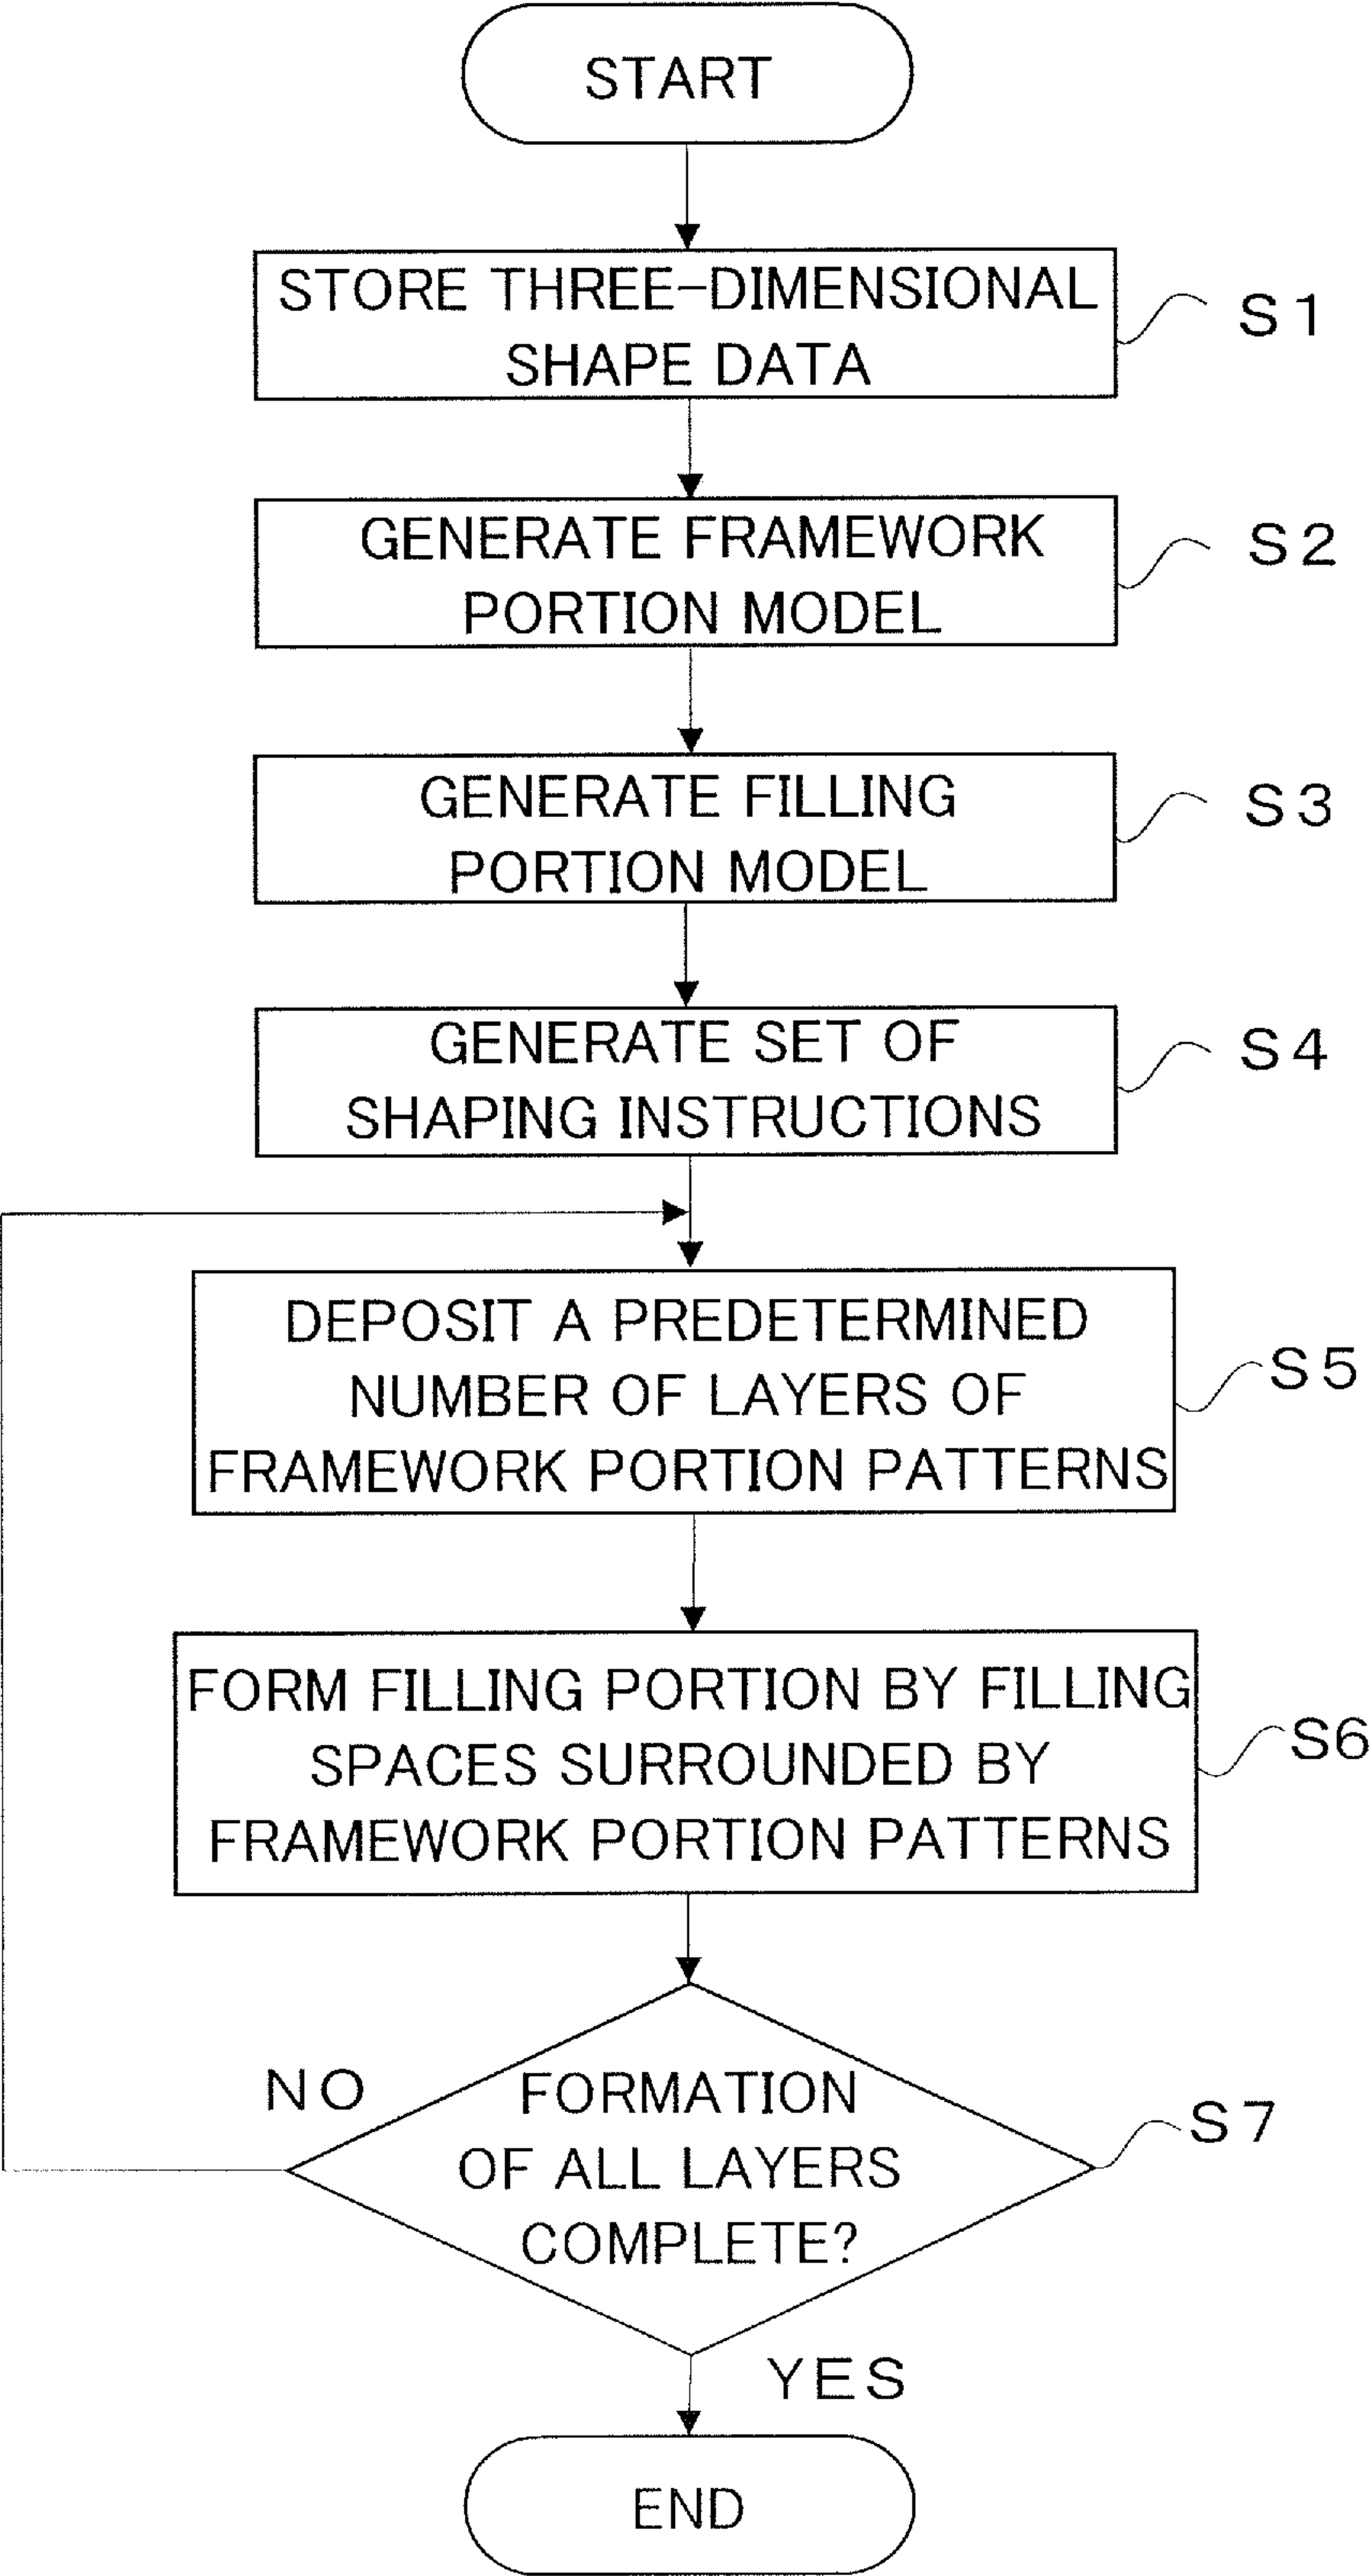 START
STORE THREE-DIMENSIONAL
SHAPE DATA
S1
GENERATE FRAMEWORK
PORTION MODEL
S2
GENERATE FILLING
PORTION MODEL
S3
GENERATE SET OF
SHAPING INSTRUCTIONS
S4
DEPOSIT A PREDETERMINED
NUMBER OF LAYERS OF
FRAMEWORK PORTION PATTERNS
S5
FORM FILLING PORTION BY FILLING
SPACES SURROUNDED BY
FRAMEWORK PORTION PATTERNS
S6
NO
FORMATION
OF ALL LAYERS
COMPLETE?
S7
YES
END